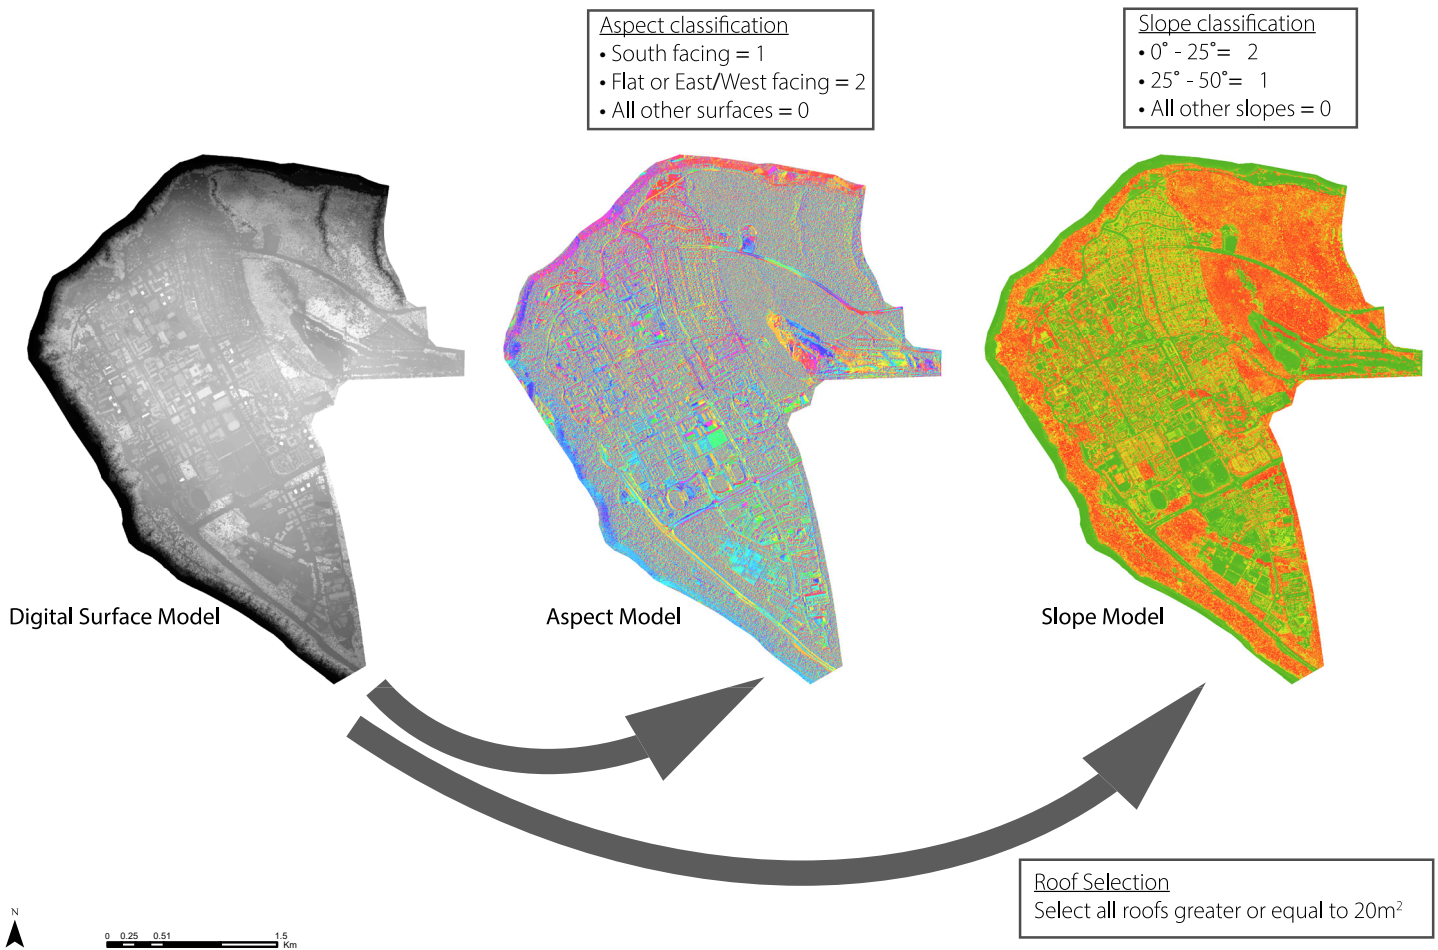 Aspect classification
• South facing = 1
• Flat or East/West facing = 2
• All other surfaces = 0
Slope classification
• 0° - 25°= 2
• 25° - 50°= 1
• All other slopes = 0
Digital Surface Model
Aspect Model
Slope Model
Roof Selection
Select all roofs greater or equal to 20m²
N
0 0.25 0.51 1.5
Km